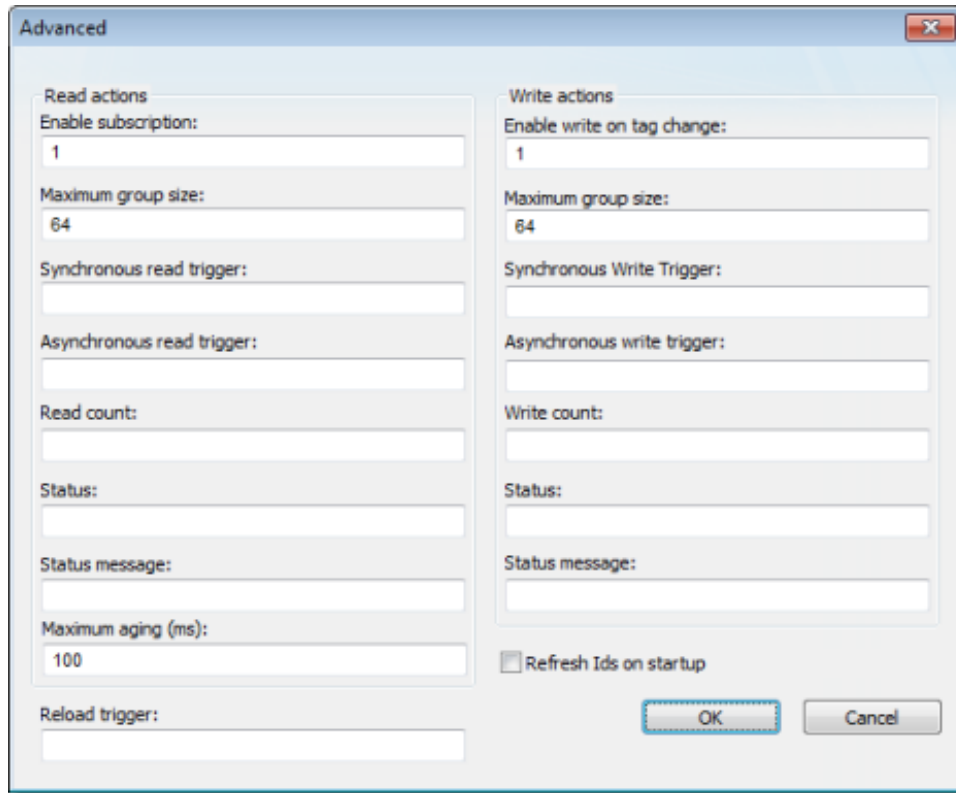 Advanced
Read actions
Enable subscription:
1
Maximum group size:
64
Synchronous read trigger:
Asynchronous read trigger:
Read count:
Status:
Status message:
Maximum aging (ms):
100
Reload trigger:
Write actions
Enable write on tag change:
1
Maximum group size:
64
Synchronous Write Trigger:
Asynchronous write trigger:
Write count:
Status:
Status message:
Refresh Ids on startup
OK
Cancel